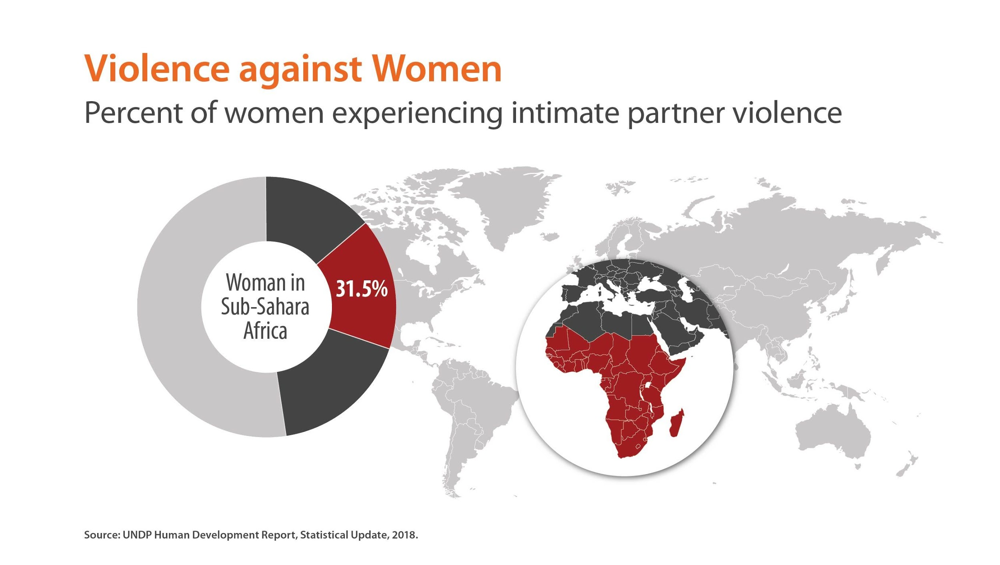 Violence against Women
Percent of women experiencing intimate partner violence
Woman in
Sub-Sahara
Africa
31.5%
Source: UNDP Human Development Report, Statistical Update, 2018.